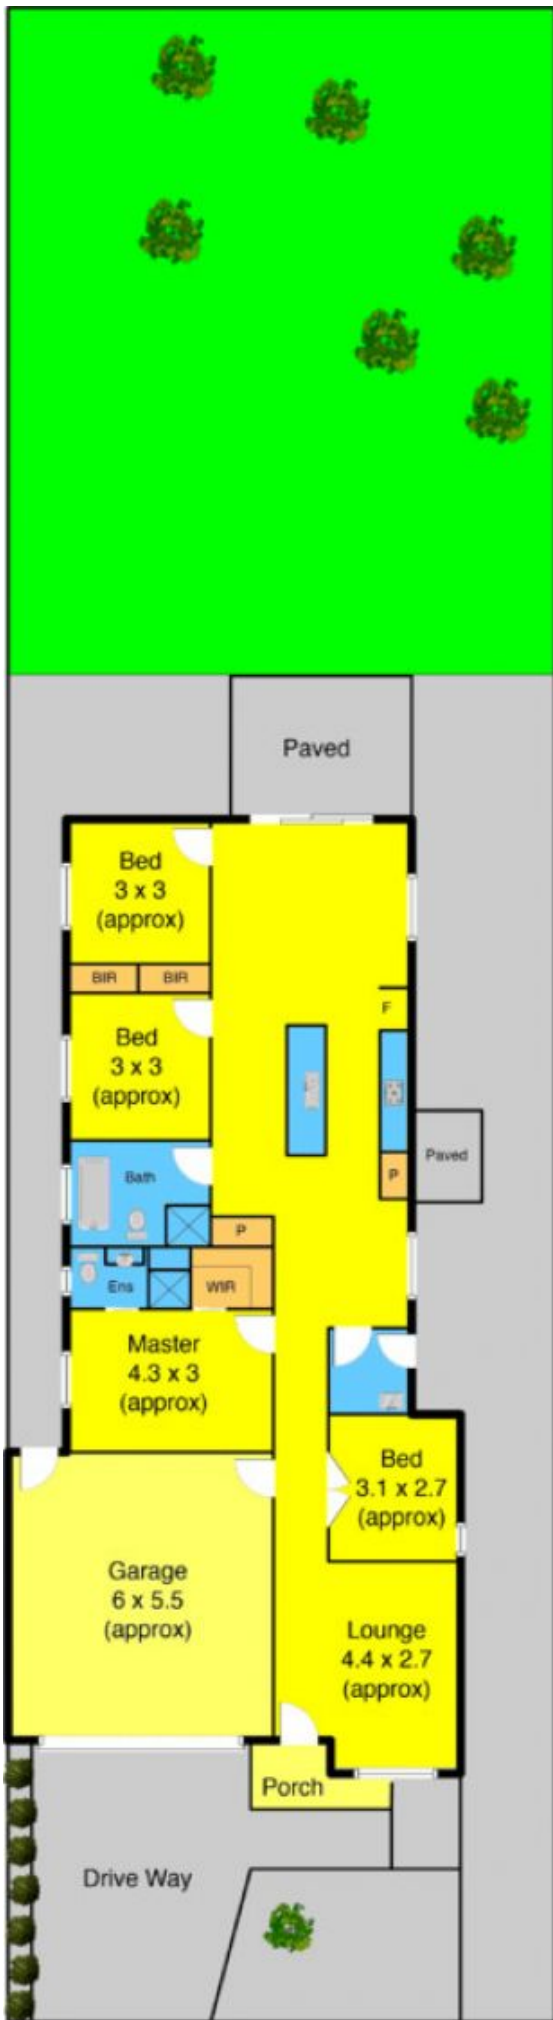 Paved
Bed
3 x 3
(approx)
BIR
BIR
F
Bed
3 x 3
(approx)
Paved
Bath
P
P
Ens
WIR
Master
4.3 x 3
(approx)
Bed
3.1 x 2.7
(approx)
Garage
6 x 5.5
(approx)
Lounge
4.4 x 2.7
(approx)
Porch
Drive Way